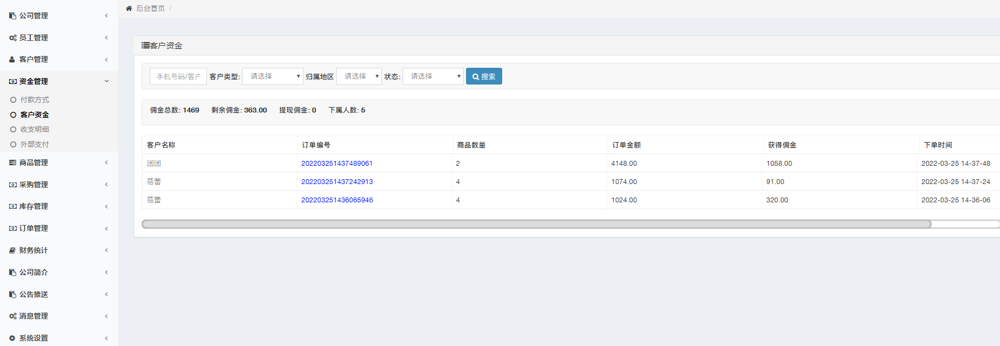 公司管理
员工管理
客户管理
资金管理
付款方式
客户资金
收支明细
外部支付
商品管理
采购管理
库存管理
订单管理
财务统计
公司简介
公告推送
消息管理
系统设置
后台首页 /
客户资金
手机号码/客户 客户类型: 请选择 归属地区 请选择 状态: 请选择 搜索
佣金总数: 1469 剩余佣金: 363.00 提现佣金: 0 下属人数: 5
客户名称 订单编号 商品数量 订单金额 获得佣金 下单时间
团团 202203251437489061 2 4148.00 1058.00 2022-03-25 14-37-48
蓓蕾 202203251437242913 4 1074.00 91.00 2022-03-25 14-37-24
蓓蕾 202203251436065946 4 1024.00 320.00 2022-03-25 14-36-06